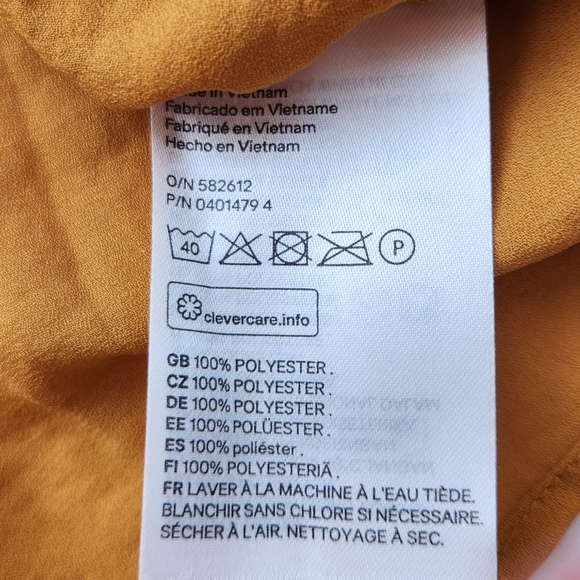 in Vietnam
Fabricado em Vietname
Fabriqué en Vietnam
Hecho en Vietnam
O/N 582612
P/N 0401479 4
40
P
clevercare.info
GB 100% POLYESTER.
CZ 100% POLYESTER.
DE 100% POLYESTER.
EE 100% POLÜESTER.
ES 100% poliéster.
FI 100% POLYESTERIÄ.
FR LAVER À LA MACHINE À L'EAU TIÈDE.
BLANCHIR SANS CHLORE SI NÉCESSAIRE.
SÉCHER À L'AIR. NETTOYAGE À SEC.